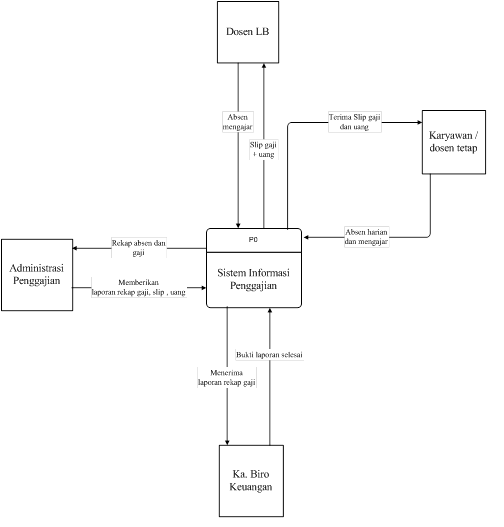 Dosen LB
Absen
mengajar
Slip gaji
+ uang
Terima Slip gaji
dan uang
Karyawan /
dosen tetap
Absen harian
dan mengajar
Rekap absen dan
gaji
P0
Sistem Informasi
Penggajian
Administrasi
Penggajian
Memberikan
laporan rekap gaji, slip , uang
Bukti laporan selesai
Menerima
laporan rekap gaji
Ka. Biro
Keuangan